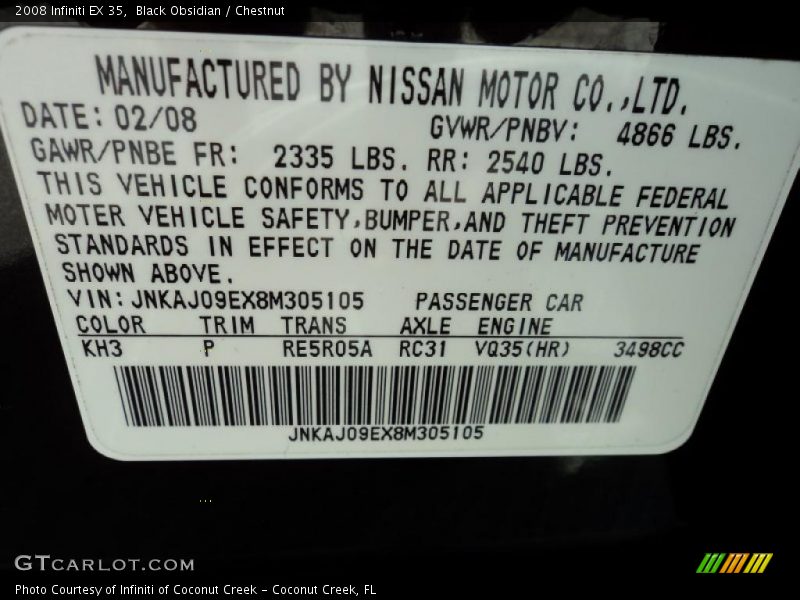 2008 Infiniti EX 35, Black Obsidian / Chestnut
MANUFACTURED BY NISSAN MOTOR CO.,LTD.
DATE: 02/08 GVWR/PNBV: 4866 LBS.
GAWR/PNBE FR: 2335 LBS. RR: 2540 LBS.
THIS VEHICLE CONFORMS TO ALL APPLICABLE FEDERAL
MOTER VEHICLE SAFETY,BUMPER,AND THEFT PREVENTION
STANDARDS IN EFFECT ON THE DATE OF MANUFACTURE
SHOWN ABOVE.
VIN: JNKAJ09EX8M305105 PASSENGER CAR
COLOR TRIM TRANS AXLE ENGINE
KH3 P RE5R05A RC31 VQ35(HR) 3498CC
JNKAJ09EX8M305105
...
GTCARLOT.COM
Photo Courtesy of Infiniti of Coconut Creek – Coconut Creek, FL